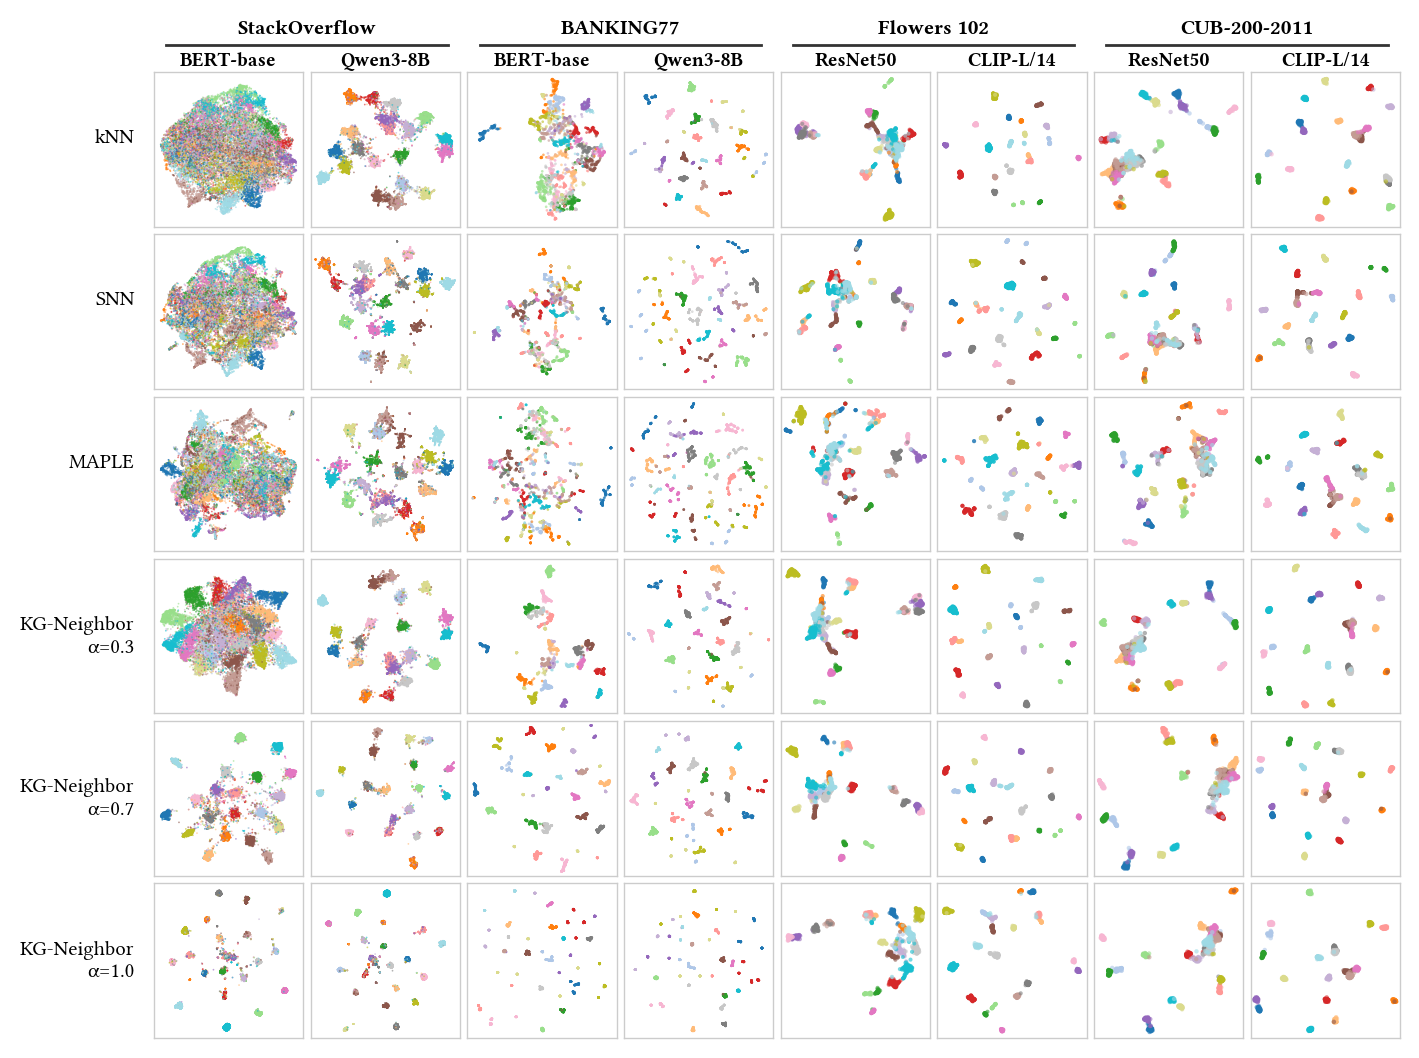 StackOverflow BANKING77 Flowers 102 CUB-200-2011
BERT-base Qwen3-8B BERT-base Qwen3-8B ResNet50 CLIP-L/14 ResNet50 CLIP-L/14
kNN
SNN
MAPLE
KG-Neighbor
α=0.3
KG-Neighbor
α=0.7
KG-Neighbor
α=1.0